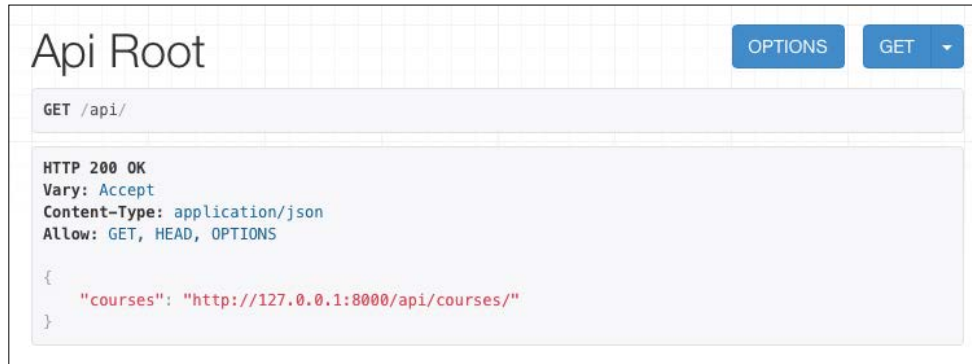 Api Root
OPTIONS
GET
GET /api/
HTTP 200 OK
Vary: Accept
Content-Type: application/json
Allow: GET, HEAD, OPTIONS
{
    "courses": "http://127.0.0.1:8000/api/courses/"
}